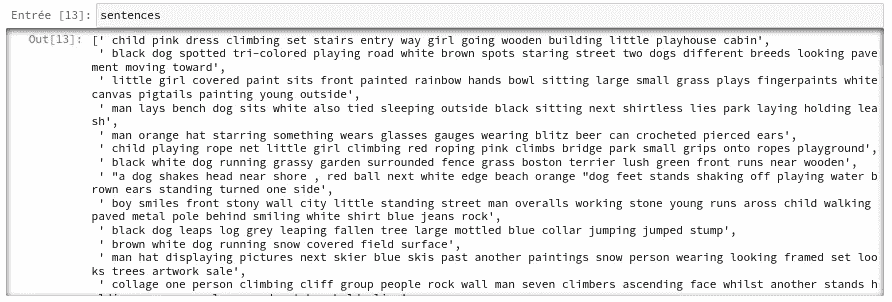 Entrée [13]: sentences
Out[13]: [' child pink dress climbing set stairs entry way girl going wooden building little playhouse cabin',
' black dog spotted tri-colored playing road white brown spots staring street two dogs different breeds looking pave
ment moving toward',
' little girl covered paint sits front painted rainbow hands bowl sitting large small grass plays fingerpaints white
canvas pigtails painting young outside',
' man lays bench dog sits white also tied sleeping outside black sitting next shirtless lies park laying holding lea
sh',
' man orange hat starring something wears glasses gauges wearing blitz beer can crocheted pierced ears',
' child playing rope net little girl climbing red roping pink climbs bridge park small grips onto ropes playground',
' black white dog running grassy garden surrounded fence grass boston terrier lush green front runs near wooden',
' "a dog shakes head near shore , red ball next white edge beach orange "dog feet stands shaking off playing water b
rown ears standing turned one side',
' boy smiles front stony wall city little standing street man overalls working stone young runs aross child walking
paved metal pole behind smiling white shirt blue jeans rock',
' black dog leaps log grey leaping fallen tree large mottled blue collar jumping jumped stump',
' brown white dog running snow covered field surface',
' man hat displaying pictures next skier blue skis past another paintings snow person wearing looking framed set loo
ks trees artwork sale',
' collage one person climbing cliff group people rock wall man seven climbers ascending face whilst another stands h